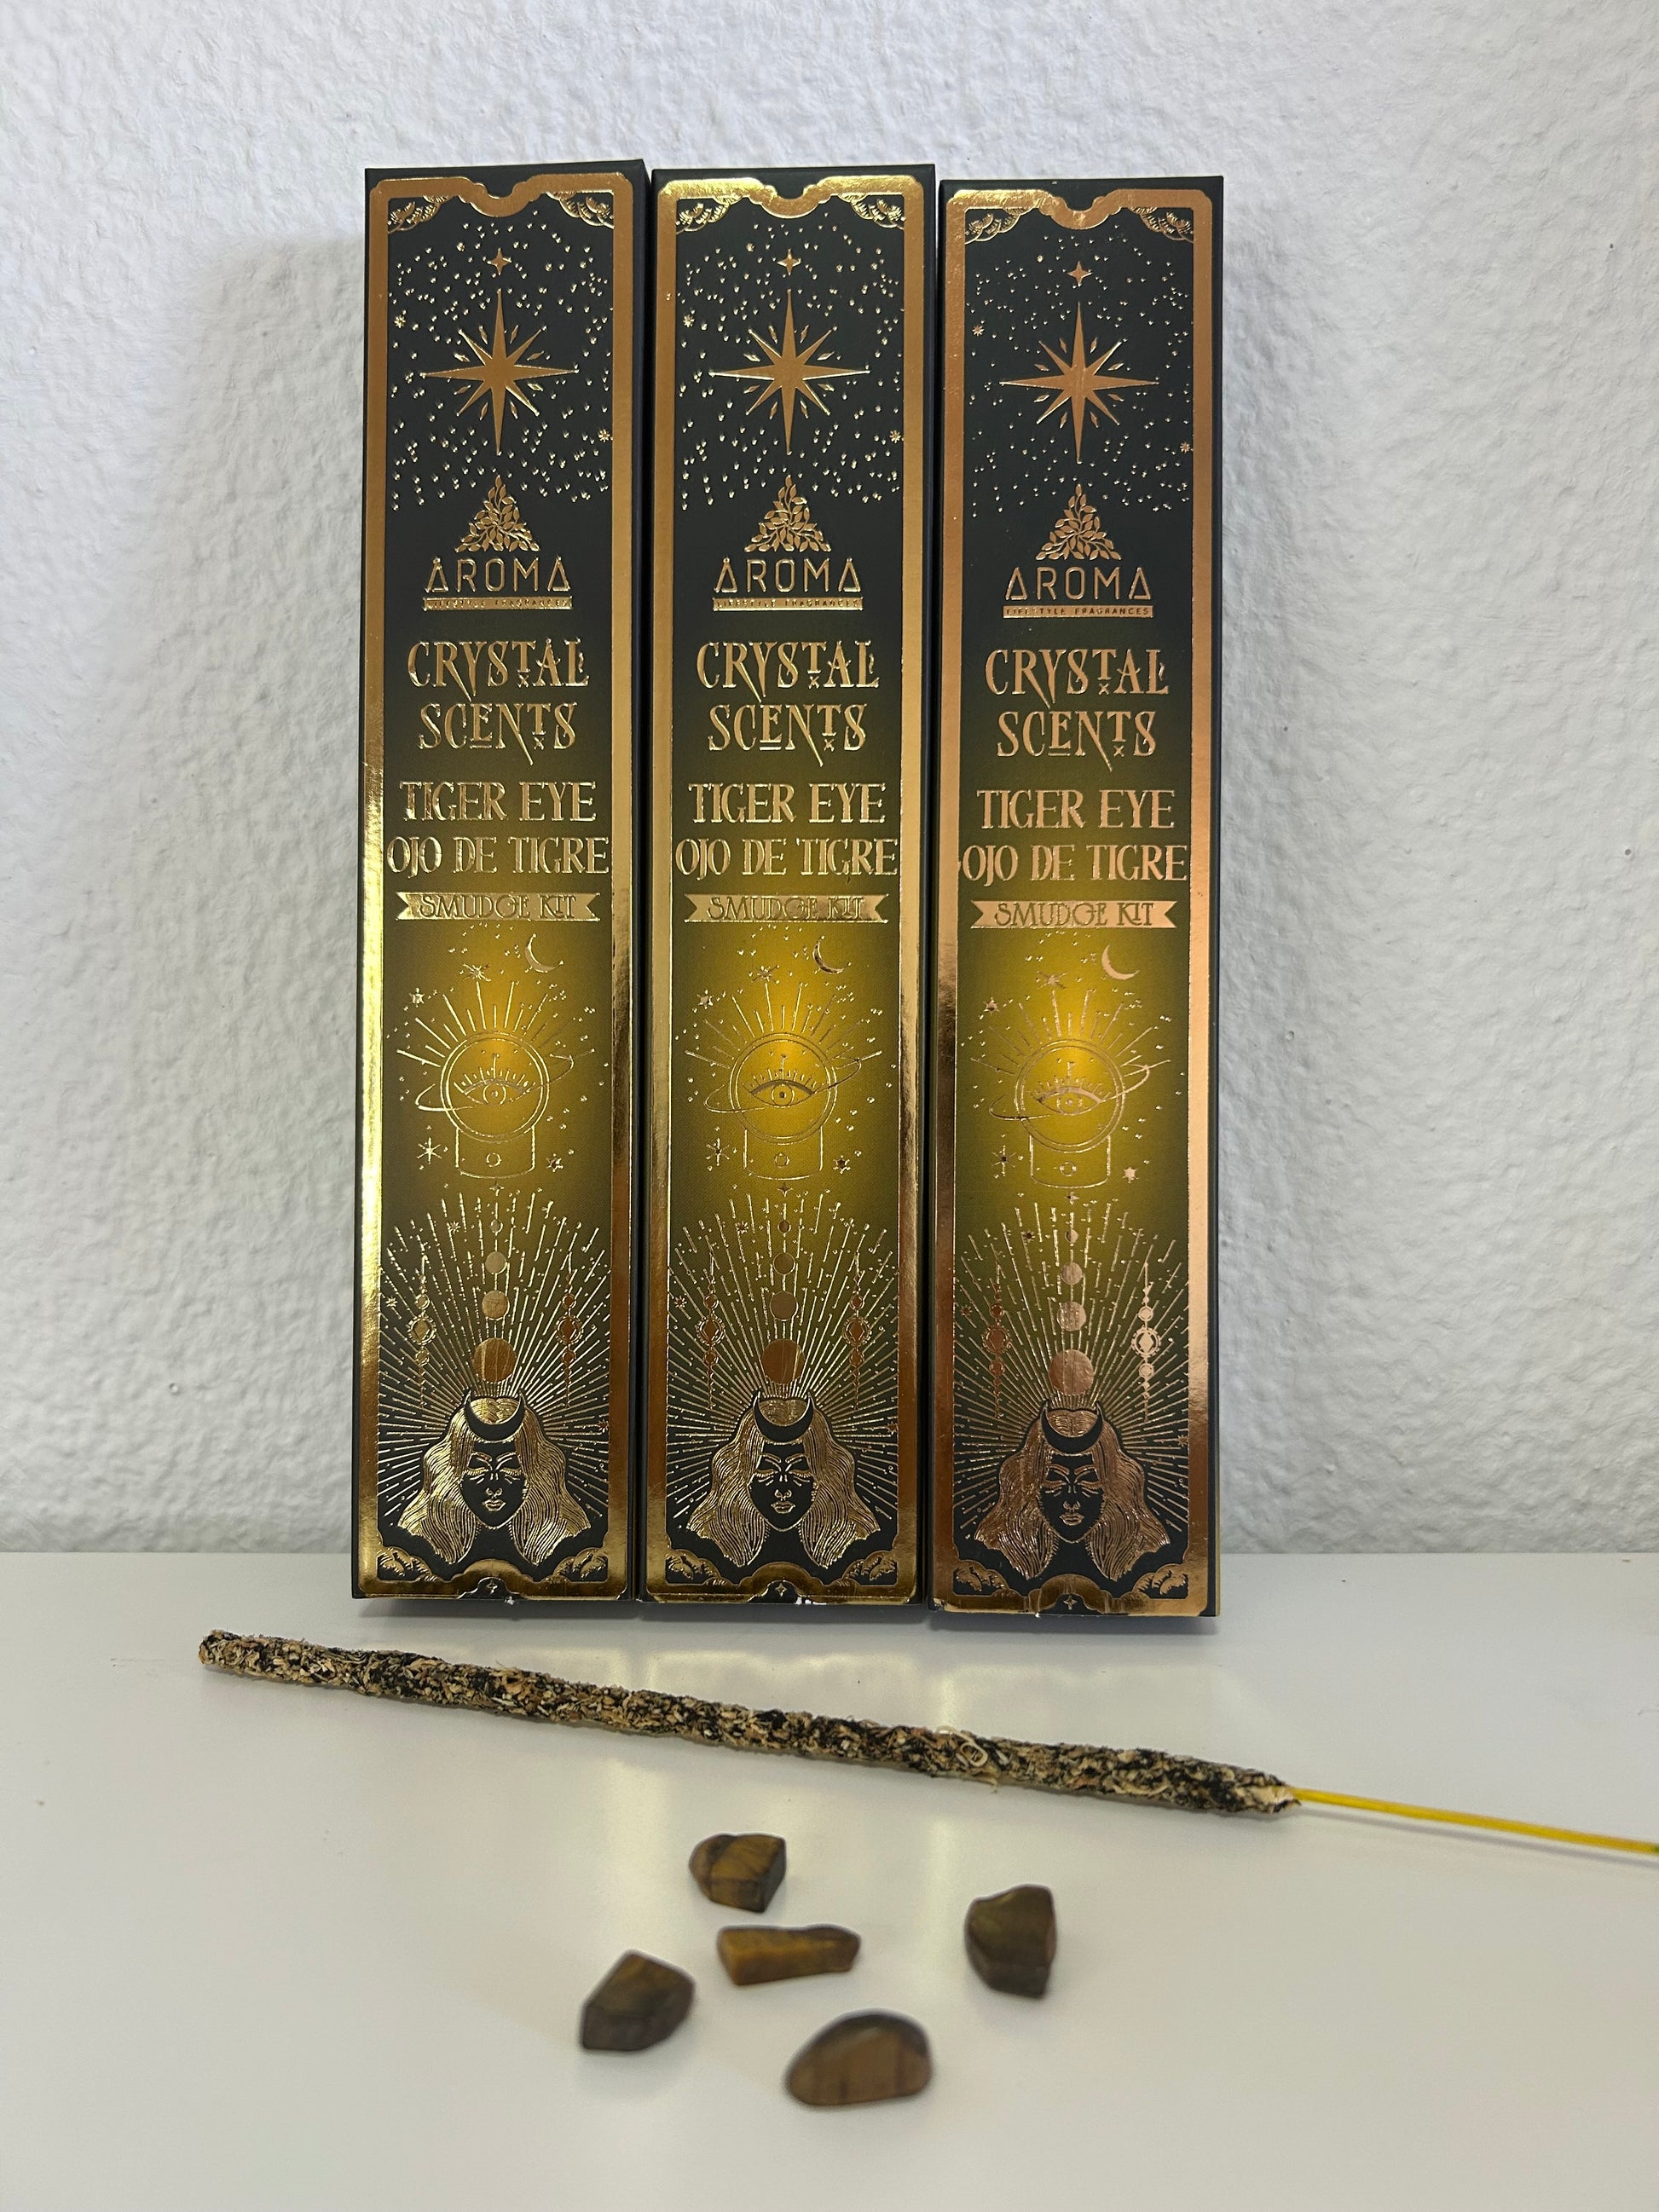 AROMA
LIFESTYLE FRAGRANCES
CRYSTAL
SCENTS
TIGER EYE
OJO DE TIGRE
SMUDGE KIT
AROMA
LIFESTYLE FRAGRANCES
CRYSTAL
SCENTS
TIGER EYE
OJO DE TIGRE
SMUDGE KIT
AROMA
LIFESTYLE FRAGRANCES
CRYSTAL
SCENTS
TIGER EYE
OJO DE TIGRE
SMUDGE KIT